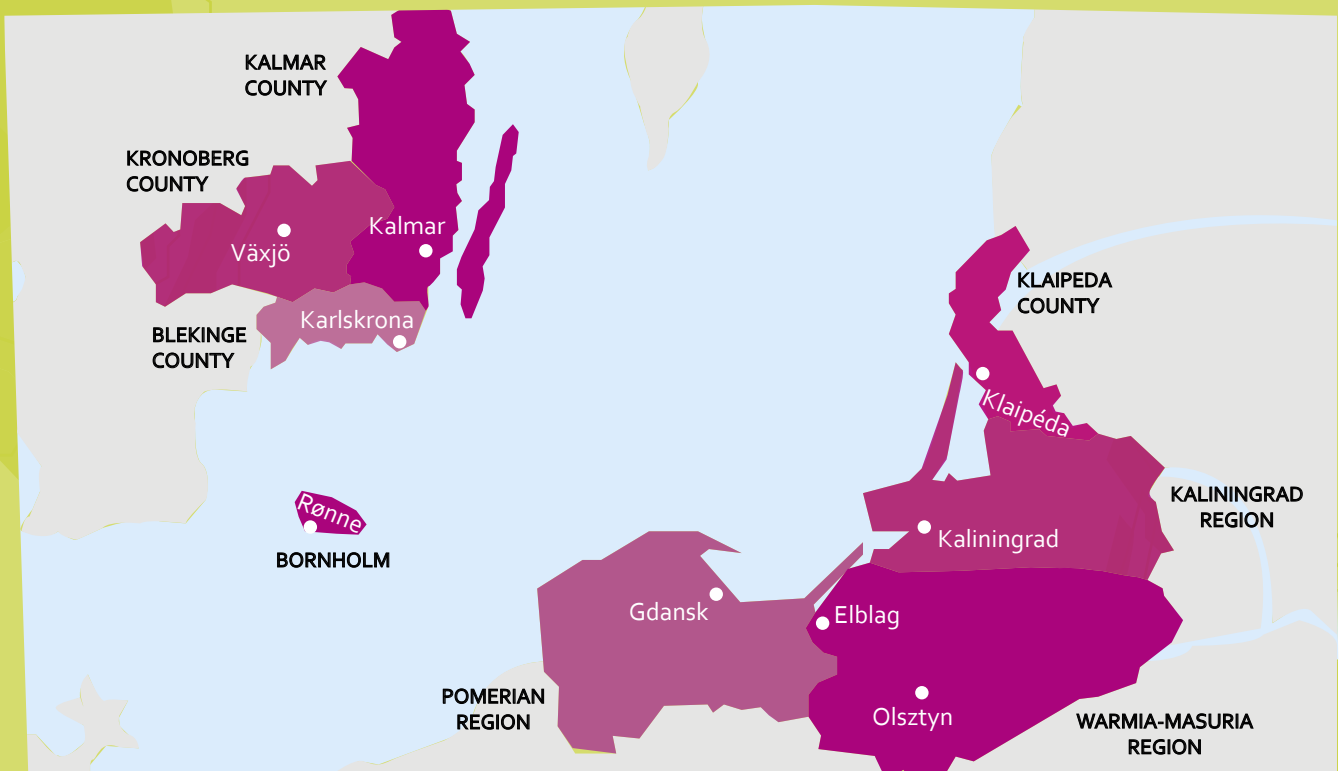 KALMAR
COUNTY
KRONOBERG
COUNTY
Kalmar
Växjö
KLAIPEDA
COUNTY
Karlskrona
BLEKINGE
COUNTY
Klaipéda
KALININGRAD
REGION
Rønne
Kaliningrad
BORNHOLM
Gdansk
Elblag
POMERIAN
REGION
Olsztyn
WARMIA-MASURIA
REGION